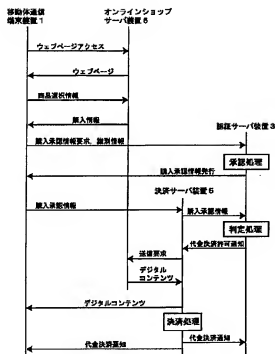 移動体通信
端末装置1
オンラインショップ
サーバ装置6
ウェブページアクセス
ウェブページ
商品選択情報
購入情報
認証サーバ装置3
購入承認情報要求、識別情報
承認処理
購入承認情報発行
決済サーバ装置5
購入承認情報
購入承認情報
判定処理
代金決済許可通知
送信要求
デジタル
コンテンツ
デジタルコンテンツ
決済処理
代金決済通知
代金決済通知